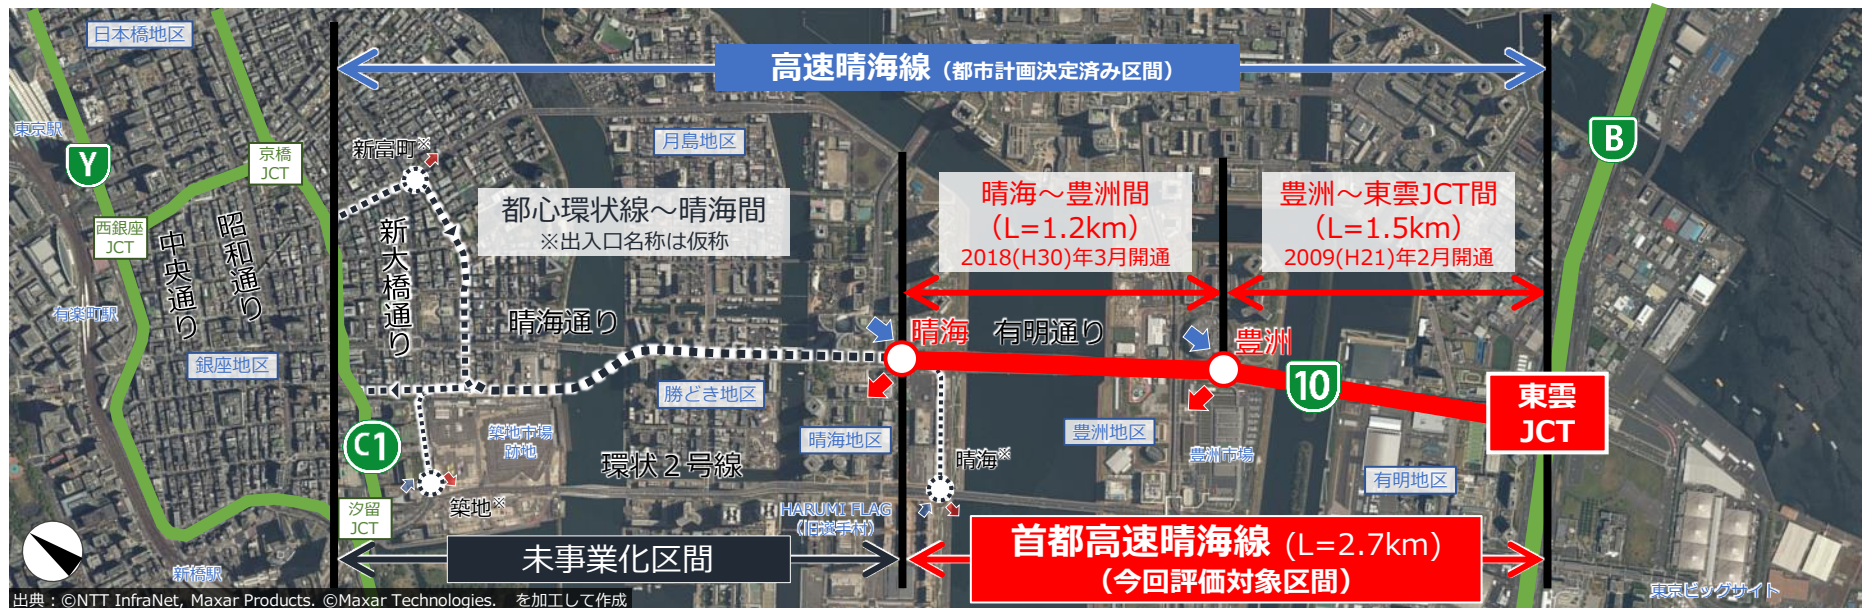 日本橋地区
高速晴海線（都市計画決定済み区間）
東京駅
Y
京橋
JCT
新富町※
月島地区
B
西銀座
JCT
中央通り
昭和通り
新大橋通り
都心環状線～晴海間
※出入口名称は仮称
晴海～豊洲間
（L=1.2km）
2018(H30)年3月開通
豊洲～東雲JCT間
（L=1.5km）
2009(H21)年2月開通
有楽町駅
銀座地区
晴海通り
晴海
有明通り
豊洲
10
勝どき地区
東雲
JCT
C1
築地市場
跡地
晴海地区
豊洲地区
豊洲市場
有明地区
環状２号線
晴海※
築地※
汐留
JCT
HARUMI FLAG
（旧選手村）
新橋駅
未事業化区間
首都高速晴海線 (L=2.7km)
（今回評価対象区間）
東京ビッグサイト
出典：©NTT InfraNet, Maxar Products. ©Maxar Technologies. を加工して作成